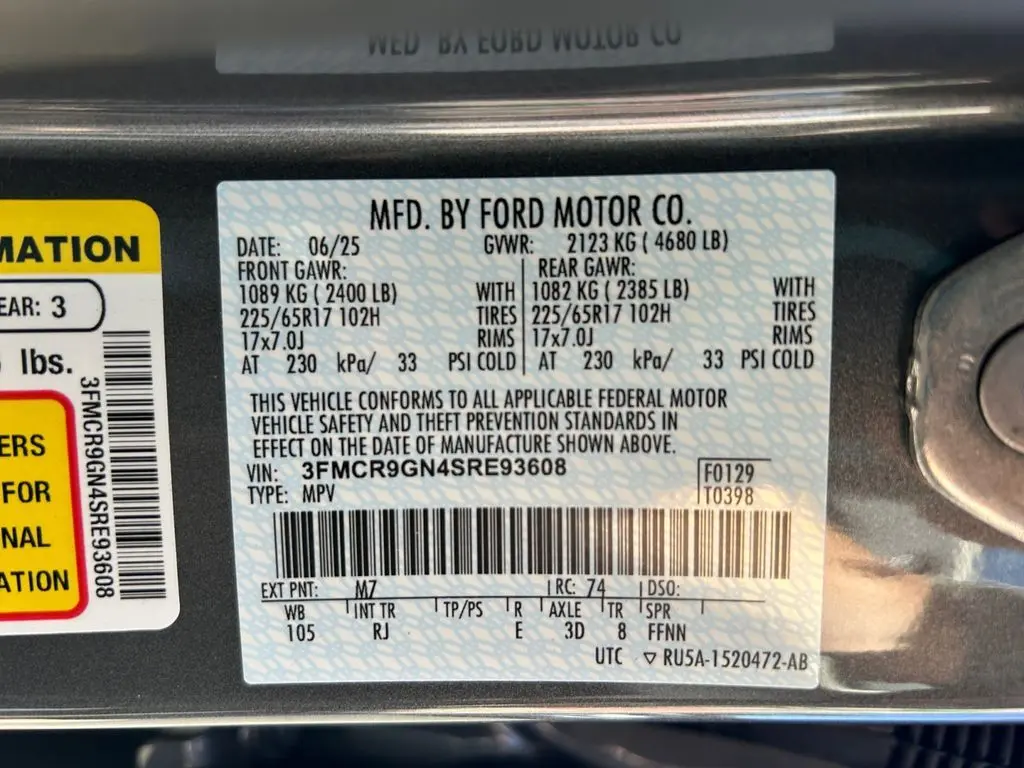 MED BX FORD MOTOR CO
MATION
EAR: 3
lbs.
ERS
FOR
NAL
ATION
3FMCR9GN4SRE93608
MFD. BY FORD MOTOR CO.
DATE: 06/25 GVWR: 2123 KG ( 4680 LB)
FRONT GAWR: REAR GAWR:
1089 KG ( 2400 LB) WITH 1082 KG ( 2385 LB) WITH
225/65R17 102H TIRES 225/65R17 102H TIRES
17x7.0J RIMS 17x7.0J RIMS
AT 230 kPa/ 33 PSI COLD AT 230 kPa/ 33 PSI COLD
THIS VEHICLE CONFORMS TO ALL APPLICABLE FEDERAL MOTOR
VEHICLE SAFETY AND THEFT PREVENTION STANDARDS IN
EFFECT ON THE DATE OF MANUFACTURE SHOWN ABOVE.
VIN: 3FMCR9GN4SRE93608 F0129
TYPE: MPV T0398
EXT PNT: M7 RC: 74 DSO:
WB INT TR TP/PS R AXLE TR SPR
105 RJ E 3D 8 FFNN
UTC ▽ RU5A-1520472-AB